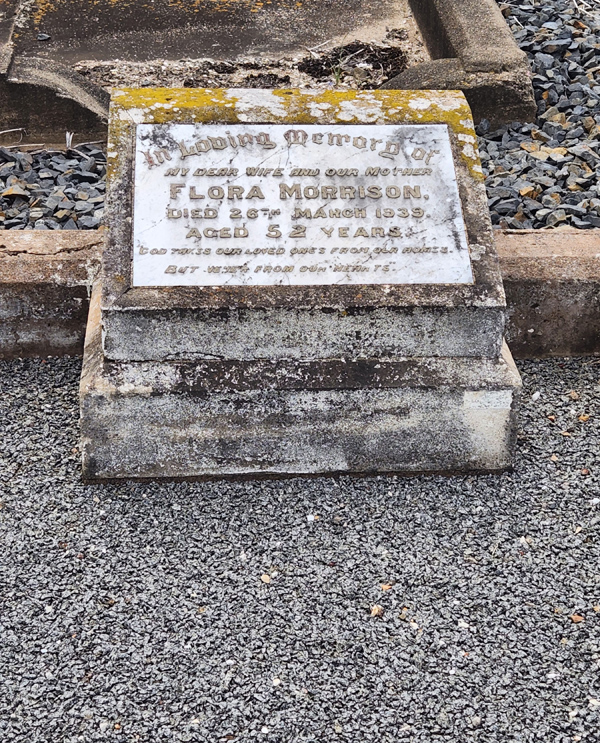 In Loving Memory of
MY DEAR WIFE AND OUR MOTHER
FLORA MORRISON,
DIED 26TH MARCH 1939.
AGED 52 YEARS.
GOD TAKES OUR LOVED ONES FROM OUR HOMES.
BUT NEVER FROM OUR HEARTS.